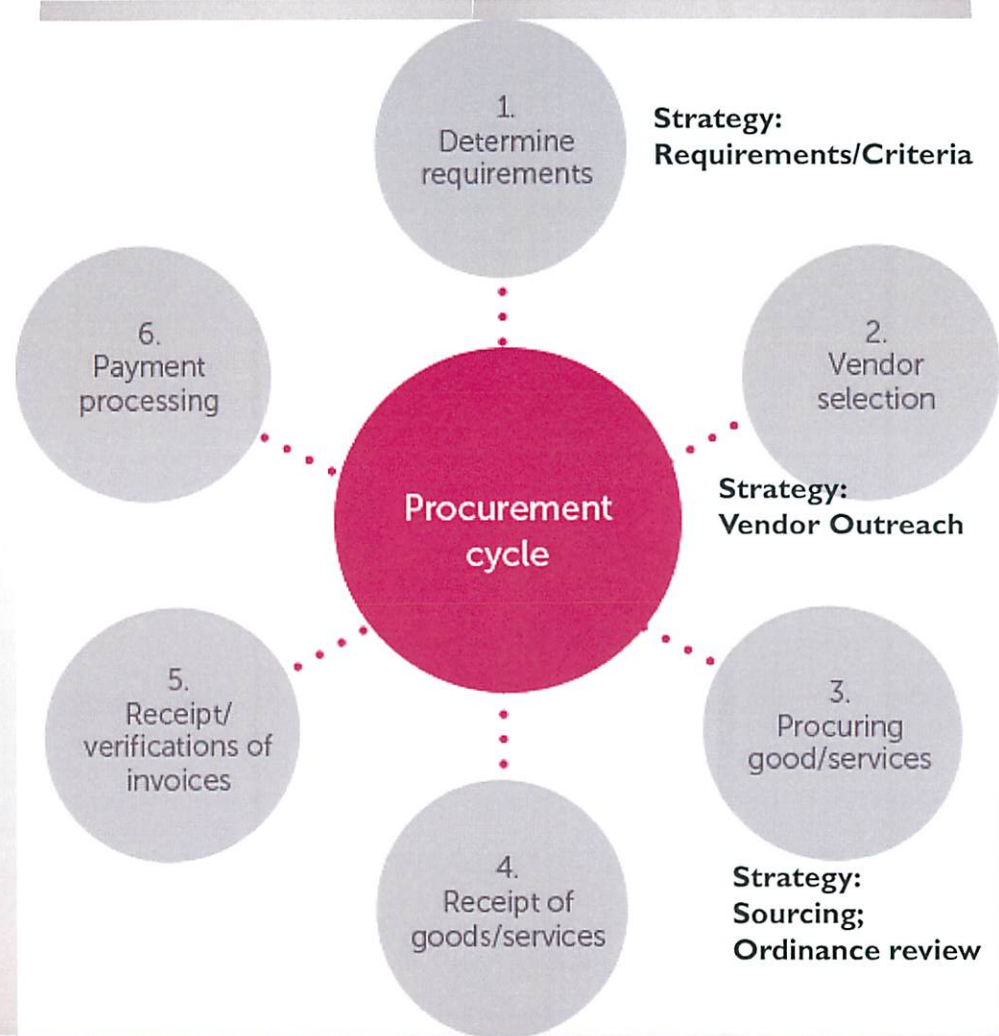 1.
Determine
requirements
Strategy:
Requirements/Criteria
2.
Vendor
selection
Strategy:
Vendor Outreach
3.
Procuring
good/services
Strategy:
Sourcing;
Ordinance review
4.
Receipt of
goods/services
5.
Receipt/
verifications of
invoices
6.
Payment
processing
Procurement
cycle